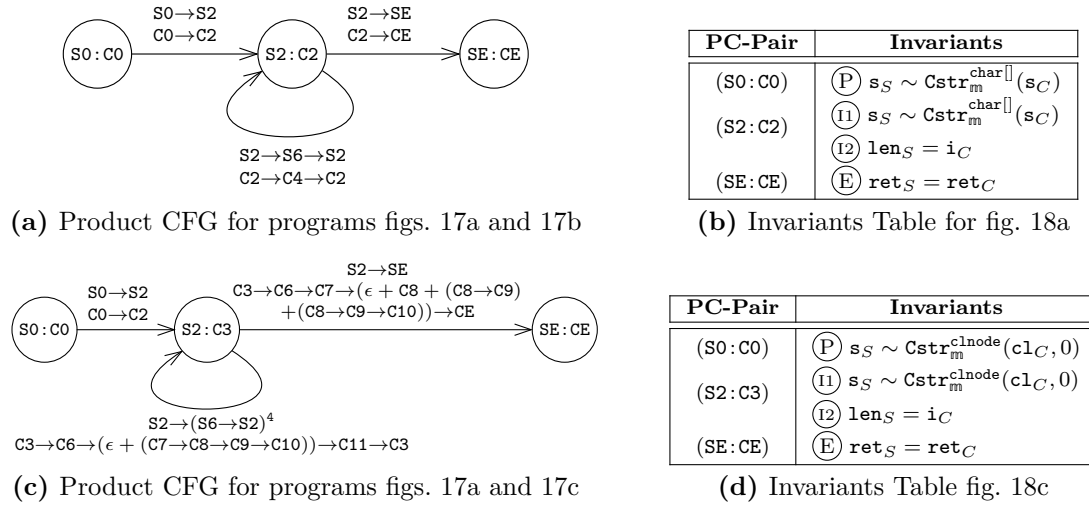 S0→S2
C0→C2
S2→SE
C2→CE
S0:C0
S2:C2
SE:CE
S2→S6→S2
C2→C4→C2
(a) Product CFG for programs figs. 17a and 17b
PC-Pair Invariants
(S0:C0) Ⓟ s_S ∼ Cstr_𝕞^char[](s_C)
(S2:C2) (I1) s_S ∼ Cstr_𝕞^char[](s_C)
(I2) len_S = i_C
(SE:CE) Ⓔ ret_S = ret_C
(b) Invariants Table for fig. 18a
S0→S2
C0→C2
S2→SE
C3→C6→C7→(ϵ + C8 + (C8→C9)
+(C8→C9→C10))→CE
S0:C0
S2:C3
SE:CE
S2→(S6→S2)^4
C3→C6→(ϵ + (C7→C8→C9→C10))→C11→C3
(c) Product CFG for programs figs. 17a and 17c
PC-Pair Invariants
(S0:C0) Ⓟ s_S ∼ Cstr_𝕞^clnode(cl_C, 0)
(S2:C3) (I1) s_S ∼ Cstr_𝕞^clnode(cl_C, 0)
(I2) len_S = i_C
(SE:CE) Ⓔ ret_S = ret_C
(d) Invariants Table fig. 18c